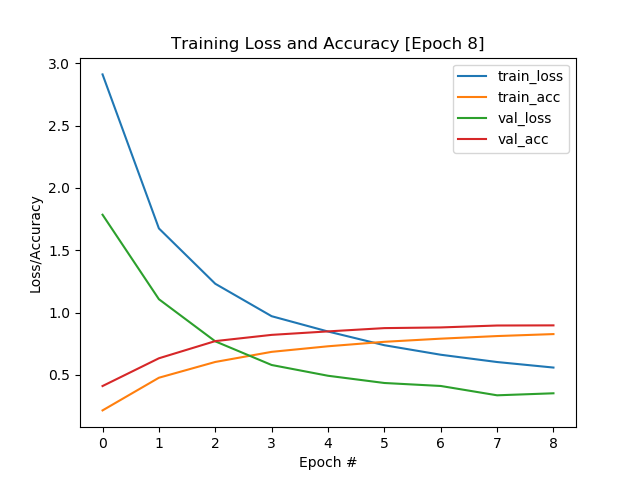 Training Loss and Accuracy [Epoch 8]
3.0
2.5
2.0
1.5
1.0
0.5
Loss/Accuracy
train_loss
train_acc
val_loss
val_acc
0 1 2 3 4 5 6 7 8
Epoch #